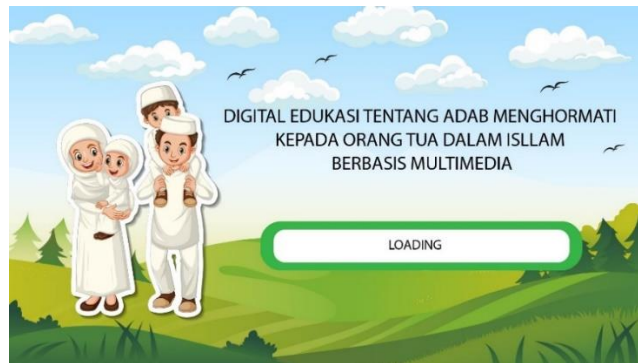 DIGITAL EDUKASI TENTANG ADAB MENGHORMATI
KEPADA ORANG TUA DALAM ISLLAM
BERBASIS MULTIMEDIA
LOADING